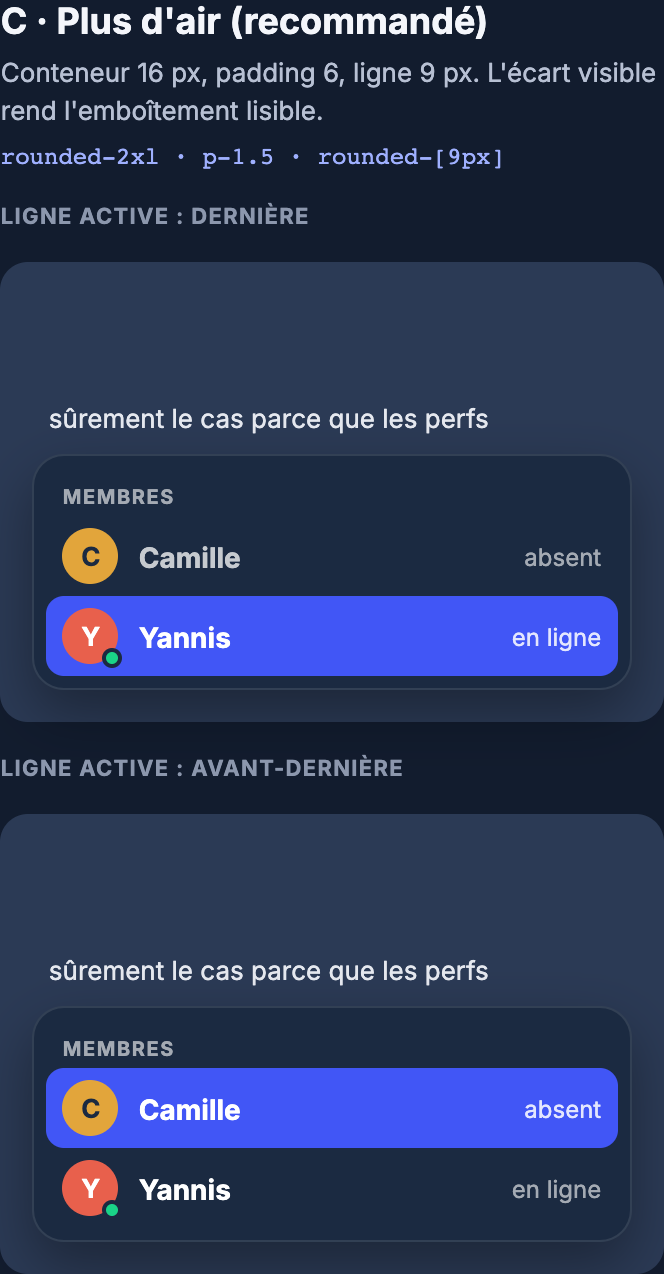 C · Plus d'air (recommandé)
Conteneur 16 px, padding 6, ligne 9 px. L'écart visible
rend l'emboîtement lisible.
rounded-2xl · p-1.5 · rounded-[9px]
LIGNE ACTIVE : DERNIÈRE
sûrement le cas parce que les perfs
MEMBRES
C Camille absent
Y Yannis en ligne
LIGNE ACTIVE : AVANT-DERNIÈRE
sûrement le cas parce que les perfs
MEMBRES
C Camille absent
Y Yannis en ligne